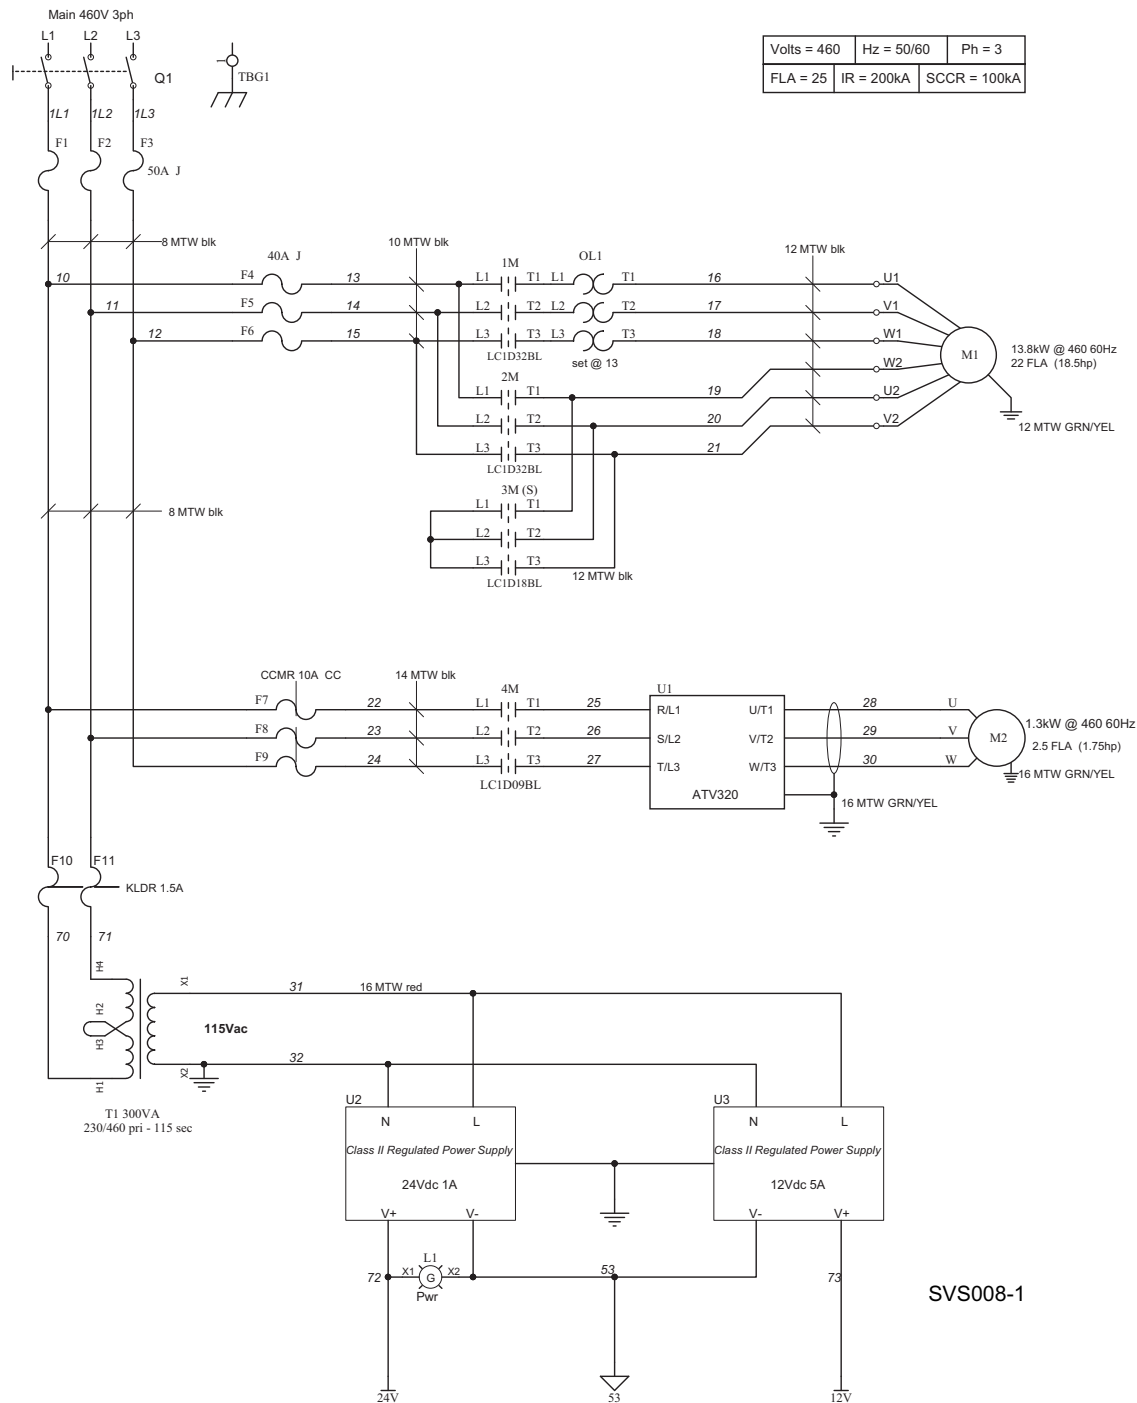 Main 460V 3ph
L1 L2 L3
Q1
TBG1
Volts = 460 Hz = 50/60 Ph = 3
FLA = 25 IR = 200kA SCCR = 100kA
1L1 1L2 1L3
F1 F2 F3
50A J
8 MTW blk
10 MTW blk
12 MTW blk
40A J
1M
OL1
10 F4 13 L1 T1 L1 T1 16 U1
11 F5 14 L2 T2 L2 T2 17 V1
12 F6 15 L3 T3 L3 T3 18 W1
LC1D32BL
set @ 13
M1
13.8kW @ 460 60Hz
22 FLA (18.5hp)
W2
2M
L1 T1 19 U2
L2 T2 20 V2
12 MTW GRN/YEL
L3 T3 21
LC1D32BL
3M (S)
L1 T1
8 MTW blk
L2 T2
L3 T3
LC1D18BL
12 MTW blk
CCMR 10A CC
14 MTW blk
4M
U1
F7 22 L1 T1 25 R/L1 U/T1 28 U
F8 23 L2 T2 26 S/L2 V/T2 29 V
F9 24 L3 T3 27 T/L3 W/T3 30 W
LC1D09BL
ATV320
M2
1.3kW @ 460 60Hz
2.5 FLA (1.75hp)
16 MTW GRN/YEL
16 MTW GRN/YEL
F10 F11
KLDR 1.5A
70 71
H4
H2
H3
H1
X1
X2
31 16 MTW red
115Vac
32
T1 300VA
230/460 pri - 115 sec
U2
N L
Class II Regulated Power Supply
24Vdc 1A
V+ V-
U3
N L
Class II Regulated Power Supply
12Vdc 5A
V- V+
L1
72 X1 G X2 53 73
Pwr
SVS008-1
24V 53 12V